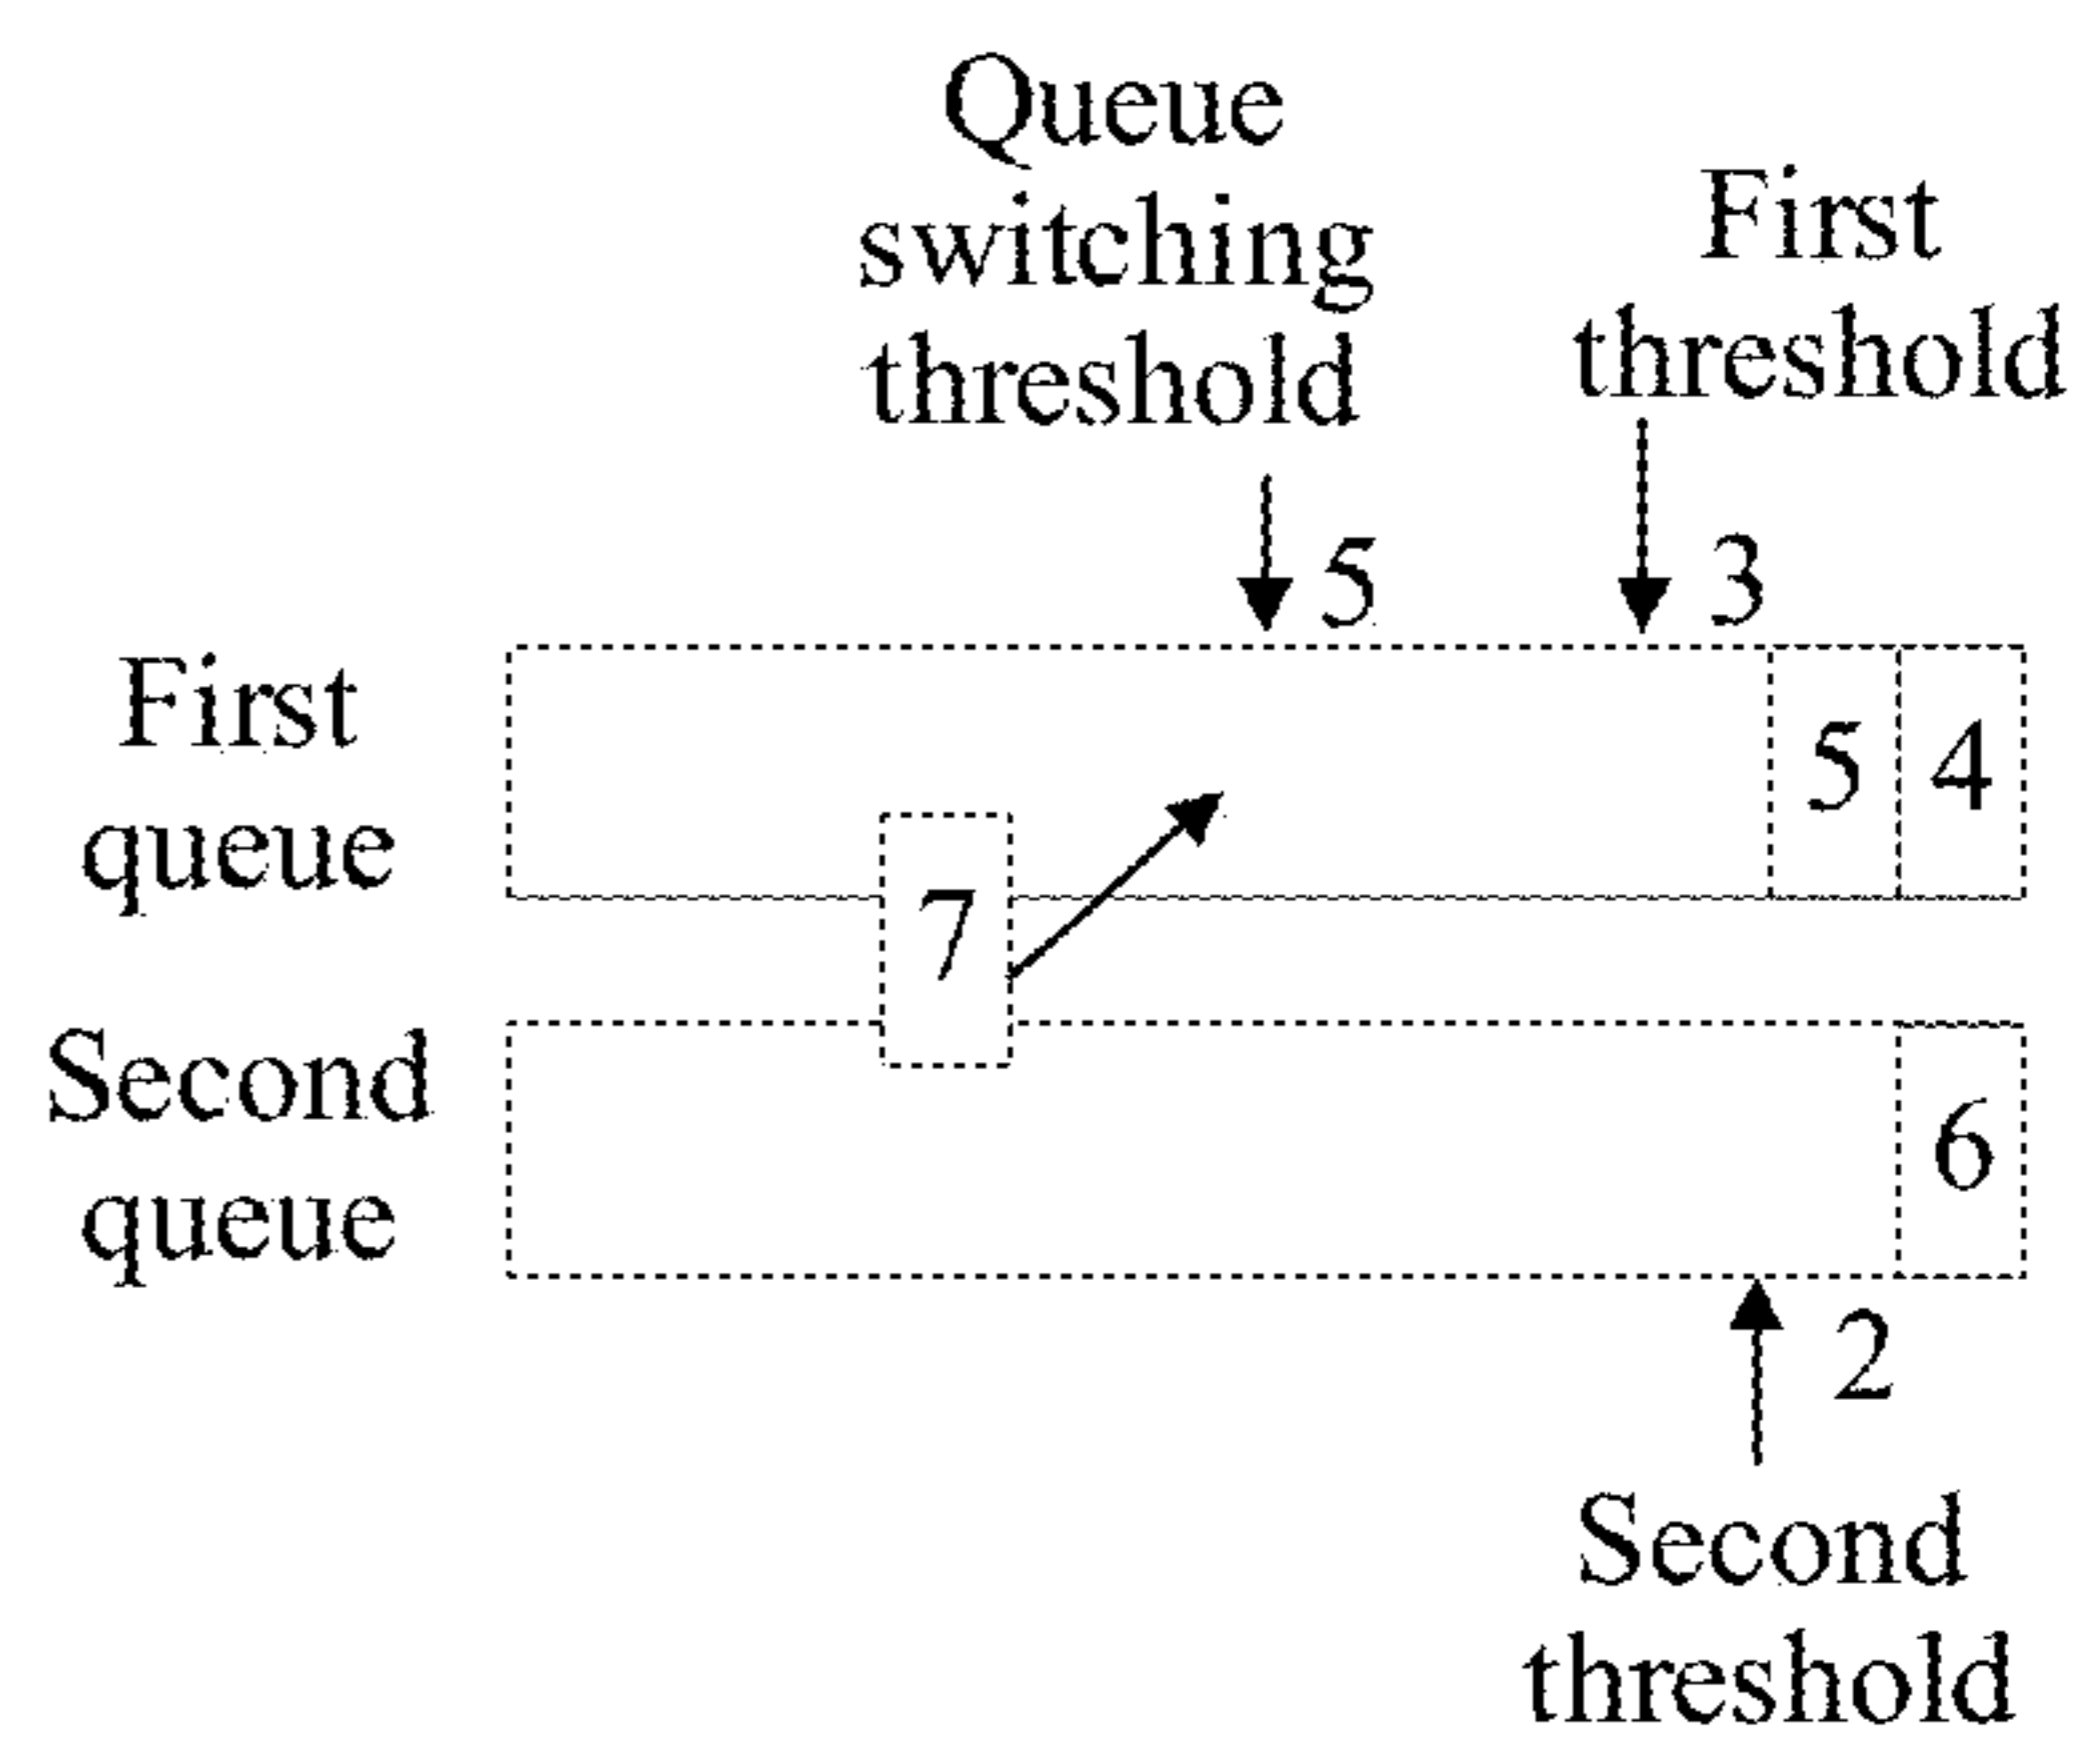 Queue
switching
threshold
First
threshold
5
3
First
queue
5 4
7
Second
queue
6
2
Second
threshold